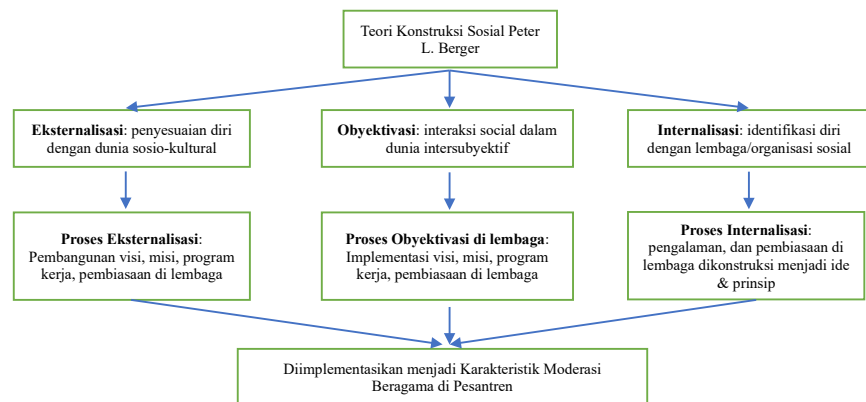 Teori Konstruksi Sosial Peter
L. Berger
Eksternalisasi: penyesuaian diri
dengan dunia sosio-kultural
Obyektivasi: interaksi social dalam
dunia intersubyektif
Internalisasi: identifikasi diri
dengan lembaga/organisasi sosial
Proses Eksternalisasi:
Pembangunan visi, misi, program
kerja, pembiasaan di lembaga
Proses Obyektivasi di lembaga:
Implementasi visi, misi, program
kerja, pembiasaan di lembaga
Proses Internalisasi:
pengalaman, dan pembiasaan di
lembaga dikonstruksi menjadi ide
& prinsip
Diimplementasikan menjadi Karakteristik Moderasi
Beragama di Pesantren